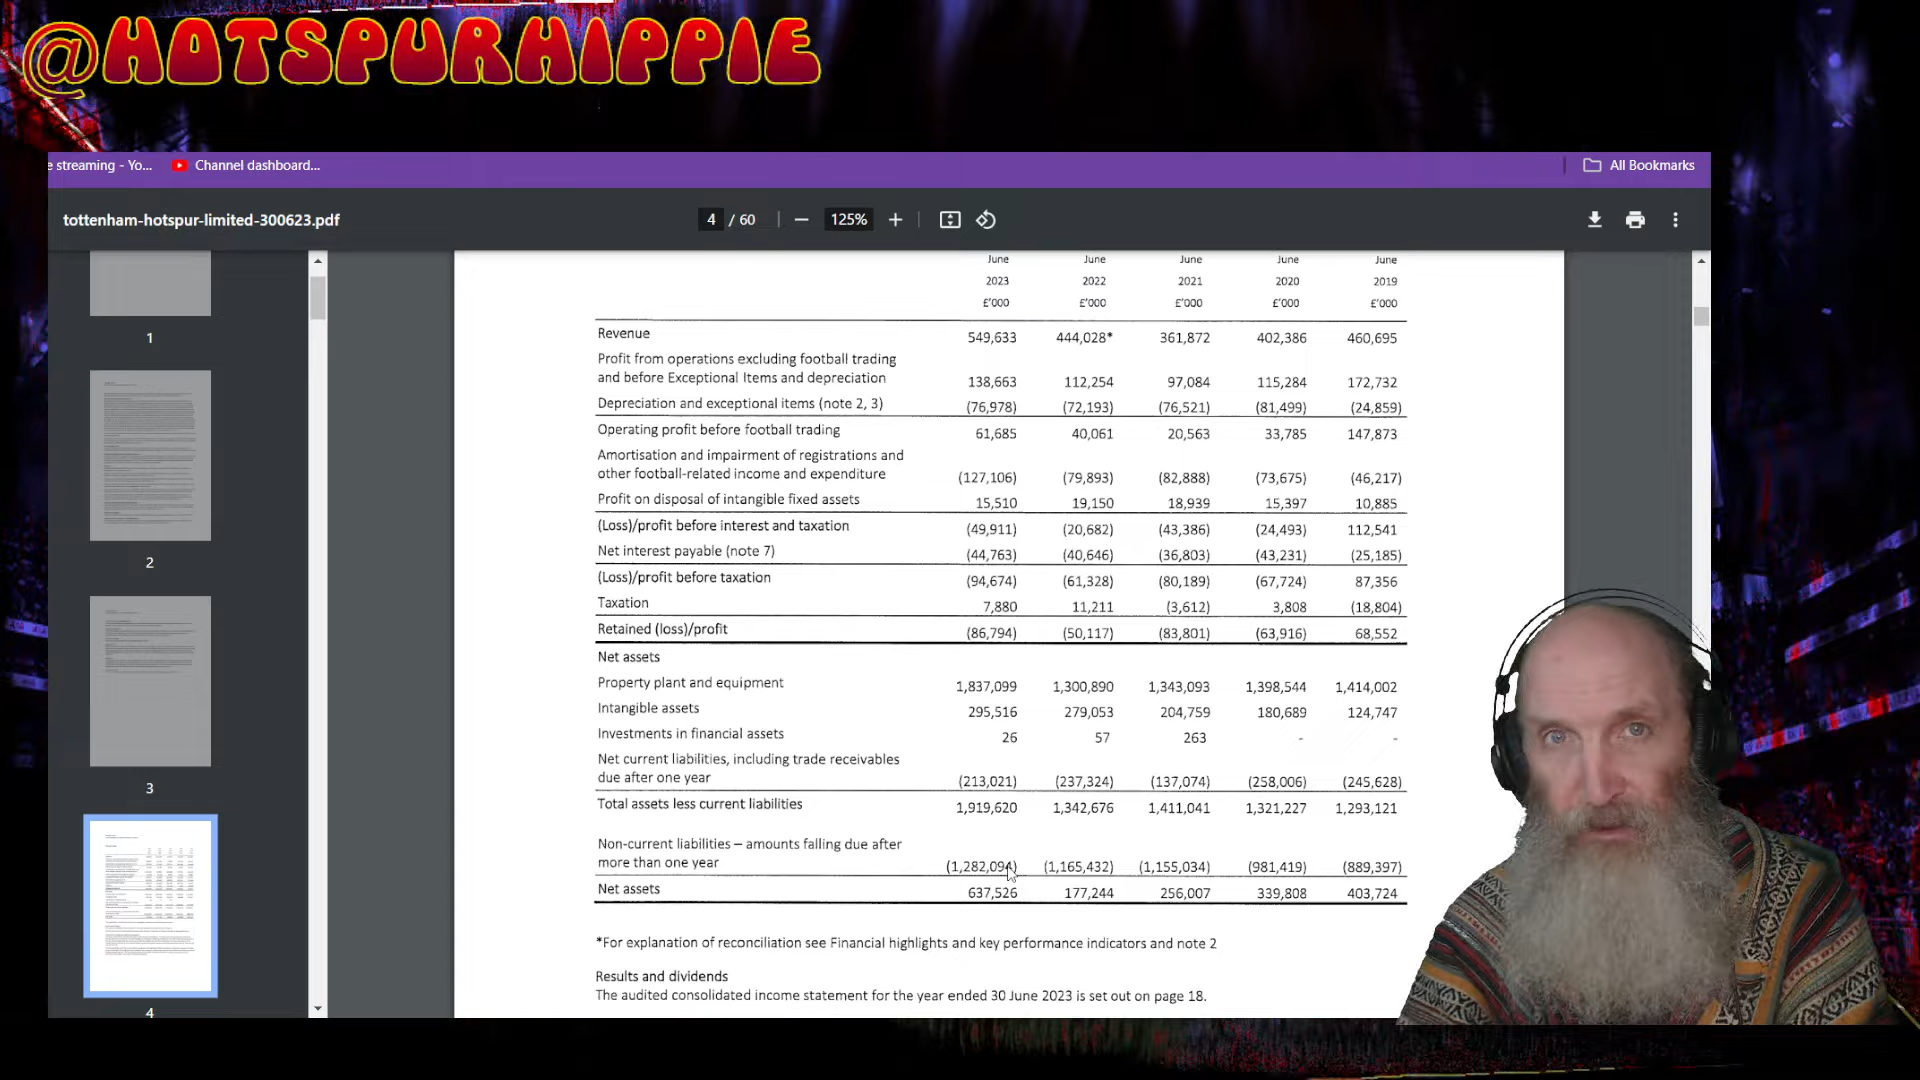 @HOTSPURHIPPIE
e streaming - Yo... Channel dashboard... All Bookmarks
tottenham-hotspur-limited-300623.pdf 4 / 60 125%
June June June June June
2023 2022 2021 2020 2019
£'000 £'000 £'000 £'000 £'000
Revenue 549,633 444,028* 361,872 402,386 460,695
Profit from operations excluding football trading
and before Exceptional Items and depreciation 138,663 112,254 97,084 115,284 172,732
Depreciation and exceptional items (note 2, 3) (76,978) (72,193) (76,521) (81,499) (24,859)
Operating profit before football trading 61,685 40,061 20,563 33,785 147,873
Amortisation and impairment of registrations and
other football-related income and expenditure (127,106) (79,893) (82,888) (73,675) (46,217)
Profit on disposal of intangible fixed assets 15,510 19,150 18,939 15,397 10,885
(Loss)/profit before interest and taxation (49,911) (20,682) (43,386) (24,493) 112,541
Net interest payable (note 7) (44,763) (40,646) (36,803) (43,231) (25,185)
(Loss)/profit before taxation (94,674) (61,328) (80,189) (67,724) 87,356
Taxation 7,880 11,211 (3,612) 3,808 (18,804)
Retained (loss)/profit (86,794) (50,117) (83,801) (63,916) 68,552
Net assets
Property plant and equipment 1,837,099 1,300,890 1,343,093 1,398,544 1,414,002
Intangible assets 295,516 279,053 204,759 180,689 124,747
Investments in financial assets 26 57 263 - -
Net current liabilities, including trade receivables
due after one year (213,021) (237,324) (137,074) (258,006) (245,628)
Total assets less current liabilities 1,919,620 1,342,676 1,411,041 1,321,227 1,293,121
Non-current liabilities – amounts falling due after
more than one year (1,282,094) (1,165,432) (1,155,034) (981,419) (889,397)
Net assets 637,526 177,244 256,007 339,808 403,724
*For explanation of reconciliation see Financial highlights and key performance indicators and note 2
Results and dividends
The audited consolidated income statement for the year ended 30 June 2023 is set out on page 18.
1
2
3
4